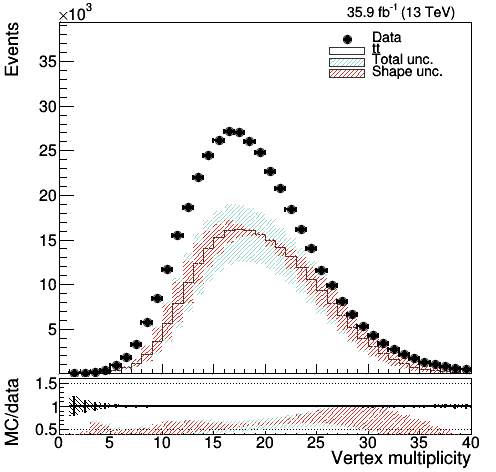 ×10³
35.9 fb⁻¹ (13 TeV)
Events
Data
tt
Total unc.
Shape unc.
35
30
25
20
15
10
5
MC/data
1.5
1
0.5
0 5 10 15 20 25 30 35 40
Vertex multiplicity